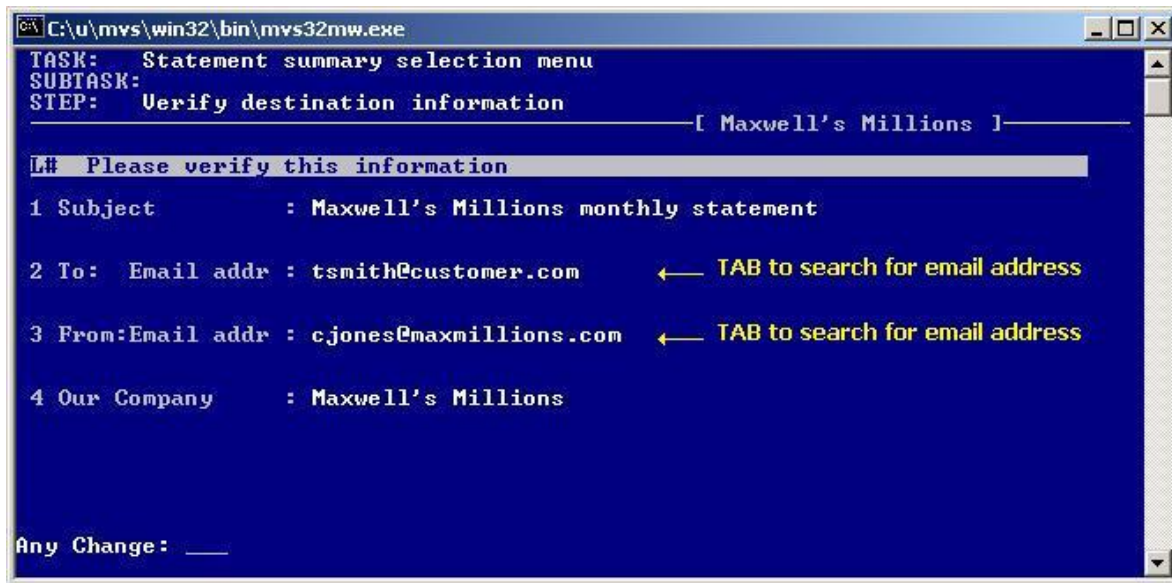 C:\u\mvs\win32\bin\mvs32mw.exe
TASK: Statement summary selection menu
SUBTASK:
STEP: Verify destination information
[ Maxwell's Millions ]
L# Please verify this information
1 Subject : Maxwell's Millions monthly statement
2 To: Email addr : tsmith@customer.com ← TAB to search for email address
3 From:Email addr : cjones@maxmillions.com ← TAB to search for email address
4 Our Company : Maxwell's Millions
Any Change: ___